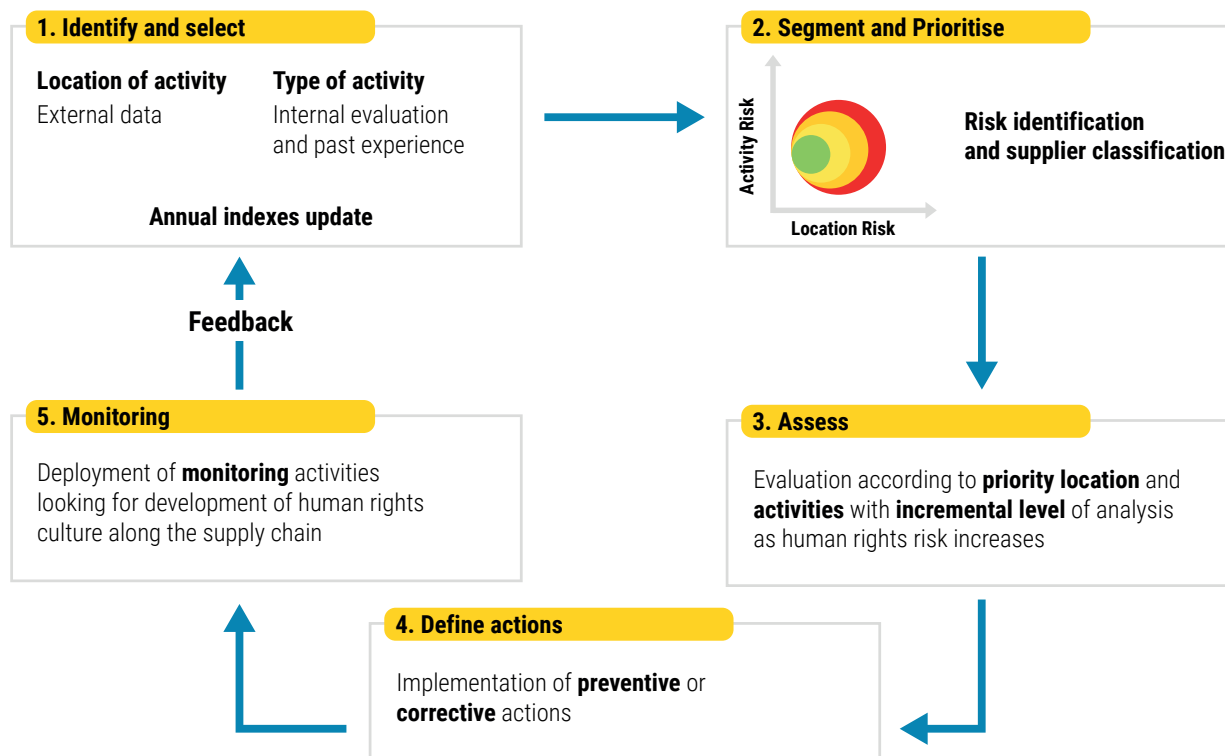 1. Identify and select
Location of activity
External data
Type of activity
Internal evaluation
and past experience
Annual indexes update
2. Segment and Prioritise
Activity Risk
Location Risk
Risk identification
and supplier classification
3. Assess
Evaluation according to priority location and
activities with incremental level of analysis
as human rights risk increases
4. Define actions
Implementation of preventive or
corrective actions
5. Monitoring
Deployment of monitoring activities
looking for development of human rights
culture along the supply chain
Feedback